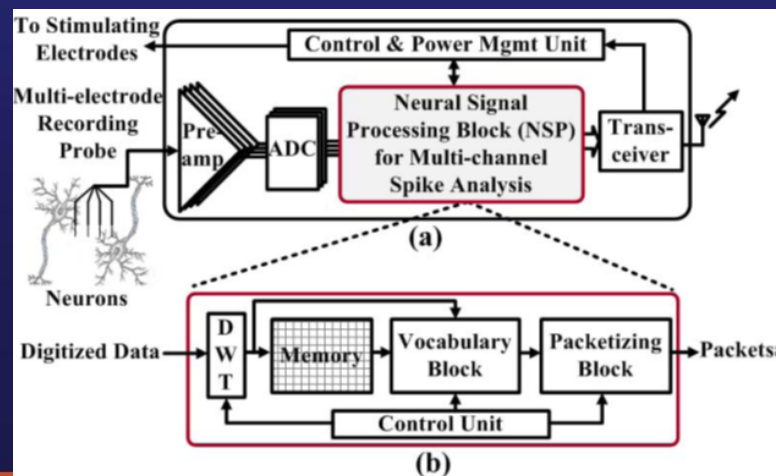 To Stimulating
Electrodes
Control & Power Mgmt Unit
Multi-electrode
Recording
Probe
Pre-
amp
ADC
Neural Signal
Processing Block (NSP)
for Multi-channel
Spike Analysis
Trans-
ceiver
(a)
Neurons
Digitized Data
D
W
T
Memory
Vocabulary
Block
Packetizing
Block
Packets
Control Unit
(b)